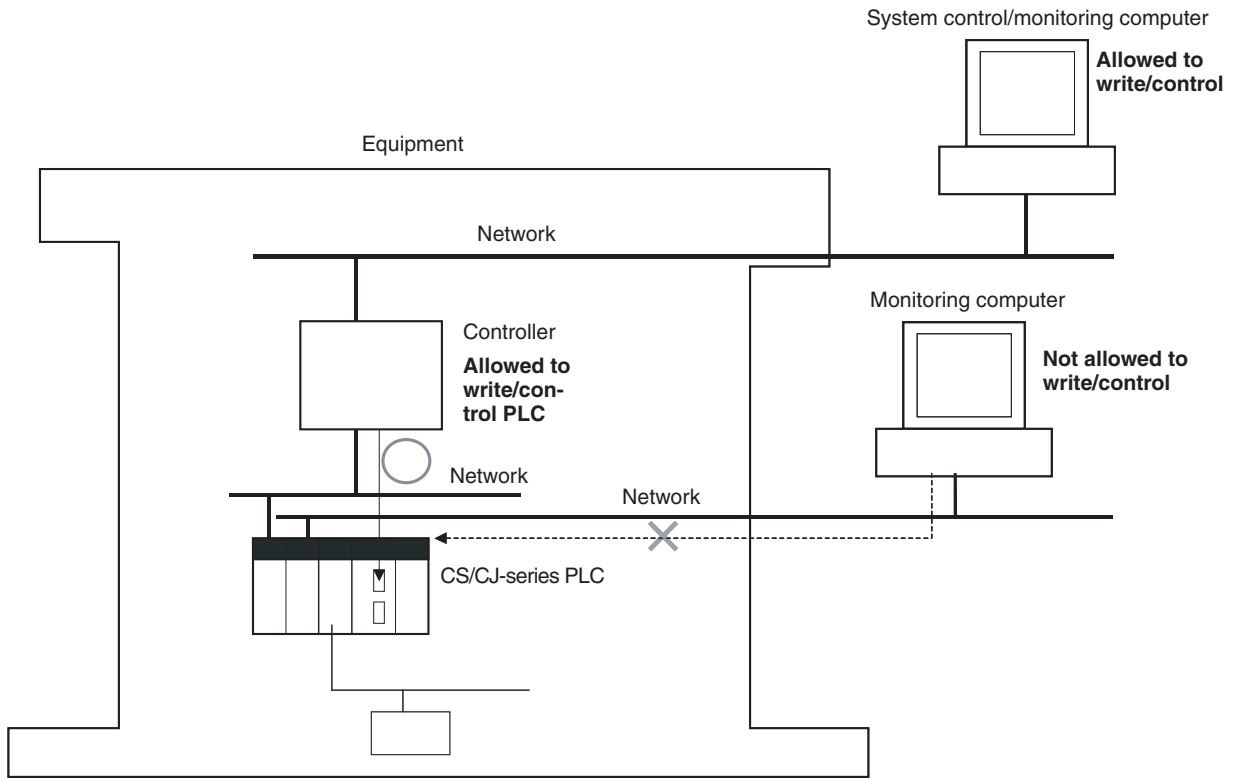 System control/monitoring computer
Allowed to
write/control
Equipment
Network
Monitoring computer
Controller
Allowed to
write/con-
trol PLC
Not allowed to
write/control
Network
Network
CS/CJ-series PLC